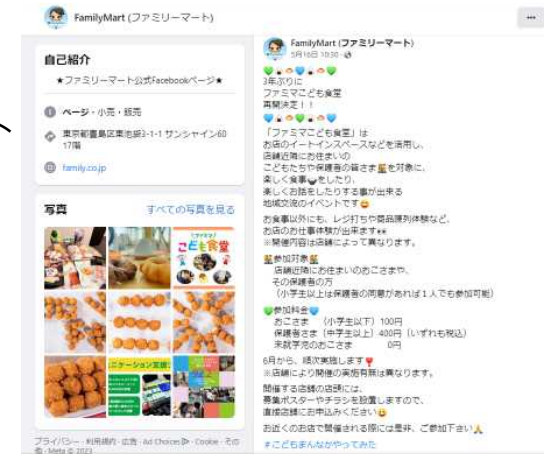 FamilyMart (ファミリーマート)
自己紹介
★ファミリーマート公式Facebookページ★
ページ・小売・販売
東京都豊島区東池袋3-1-1 サンシャイン60
17階
family.co.jp
写真
すべての写真を見る
こども食堂
プライバシー・利用規約・広告・Ad Choices・Cookie・その
他・Meta © 2023
FamilyMart (ファミリーマート)
5月16日 10:30
3年ぶりに
ファミマこども食堂
再開決定！！
「ファミマこども食堂」は
お店のイートインスペースなどを活用し、
店舗近隣にお住まいの
こどもたちや保護者の皆さまを対象に、
楽しく食事をしたり、
楽しくお話をしたりする事が出来る
地域交流のイベントです
お食事以外にも、レジ打ちや商品陳列体験など、
お店のお仕事体験が出来ます
※開催内容は店舗によって異なります。
参加対象
店舗近隣にお住まいのおこさまや、
その保護者の方
（小学生以上は保護者の同意があれば１人でも参加可能）
参加料金
おこさま （小学生以下）100円
保護者さま（中学生以上）400円（いずれも税込）
未就学児のおこさま 0円
6月から、順次実施します
※店舗により開催の実施有無は異なります。
開催する店舗の店頭には、
募集ポスターやチラシを設置しますので、
直接店舗にお申込みください
お近くのお店で開催される際には是非、ご参加下さい
#こどもまんなかやってみた